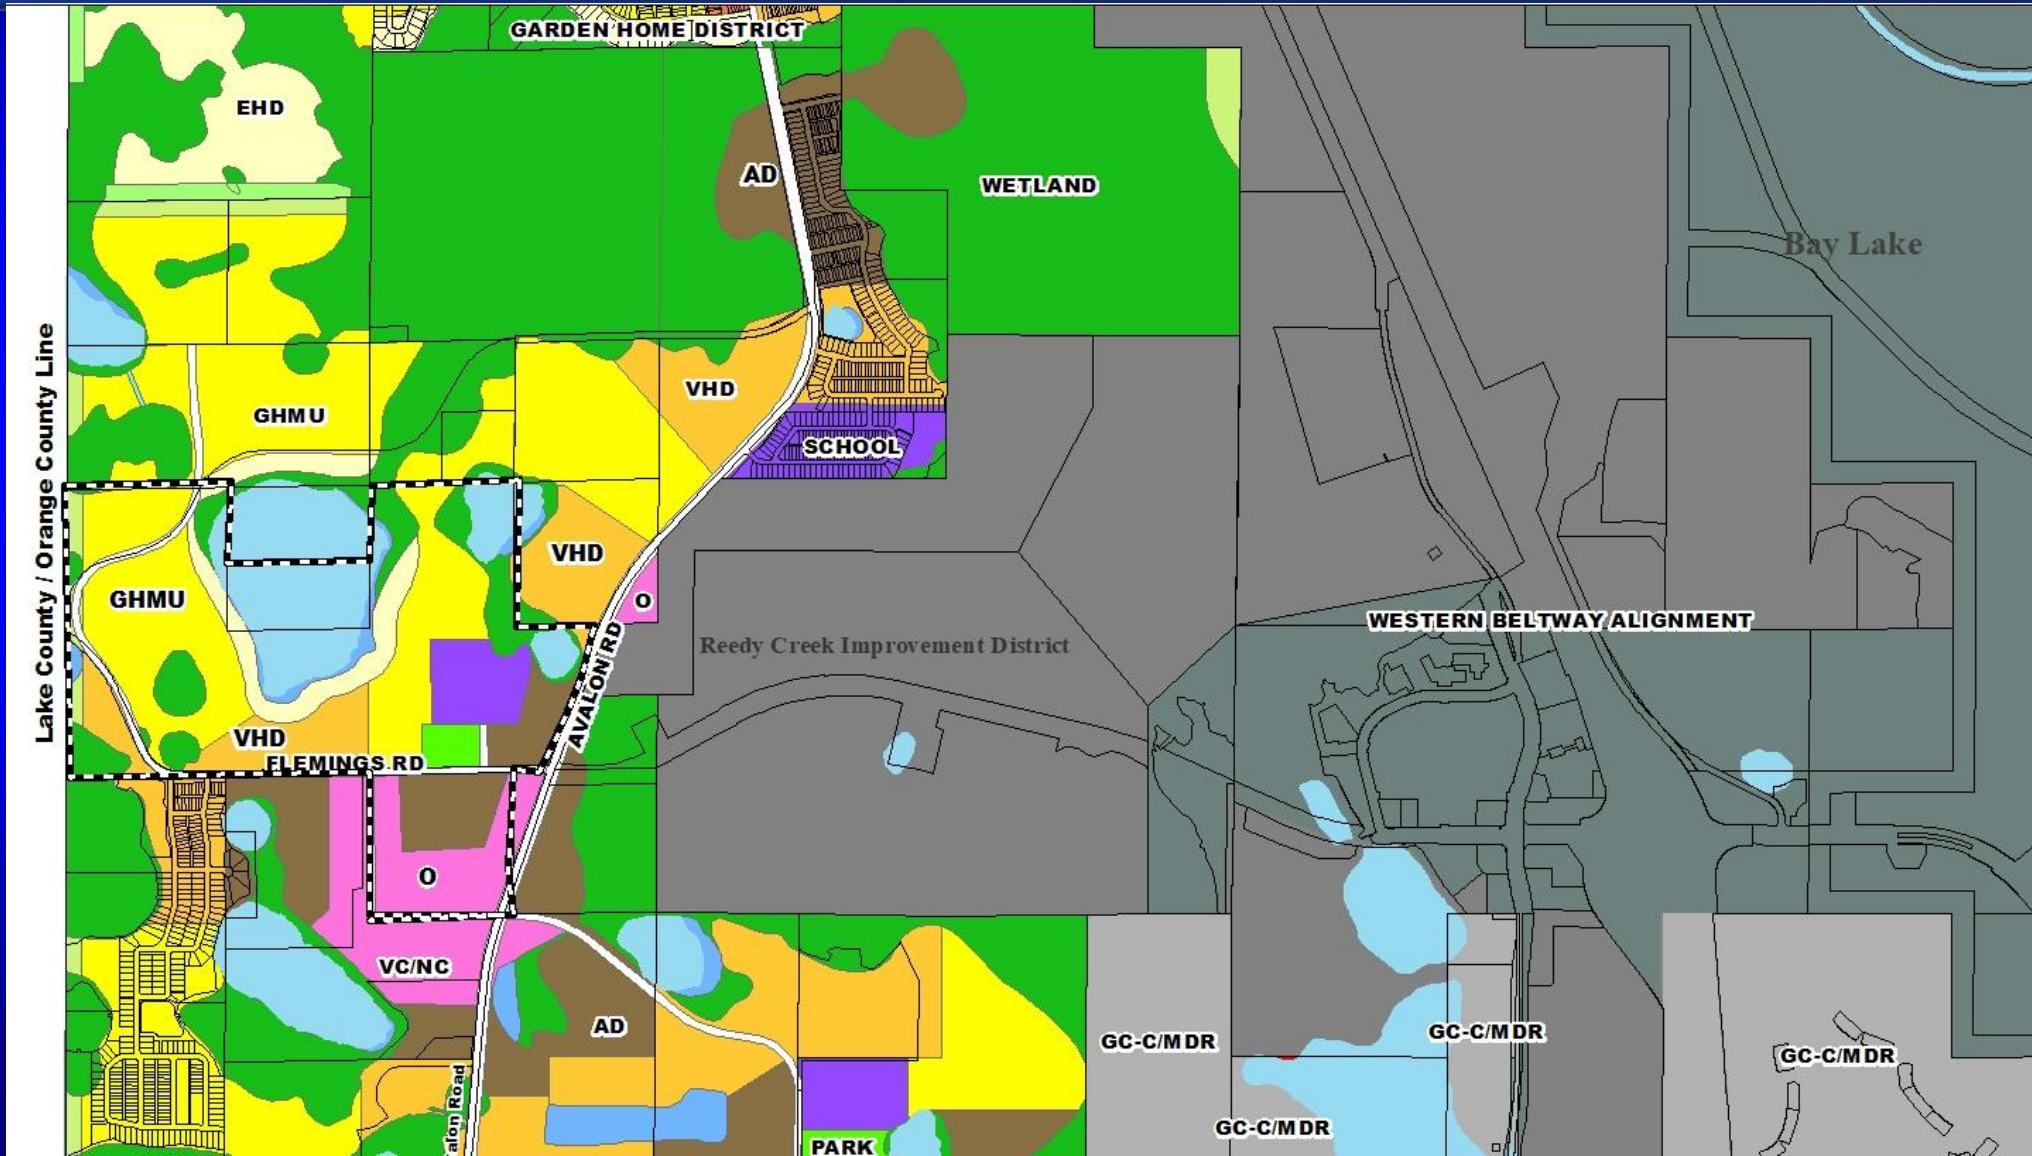 GARDEN HOME DISTRICT
EHD
AD
WETLAND
Bay Lake
Lake County / Orange County Line
VHD
GHMU
SCHOOL
VHD
GHMU
O
AVALON RD
Reedy Creek Improvement District
WESTERN BELTWAY ALIGNMENT
VHD
FLEMINGS RD
O
VC/NC
AD
GC-C/MDR
GC-C/MDR
GC-C/MDR
GC-C/MDR
alon Road
PARK